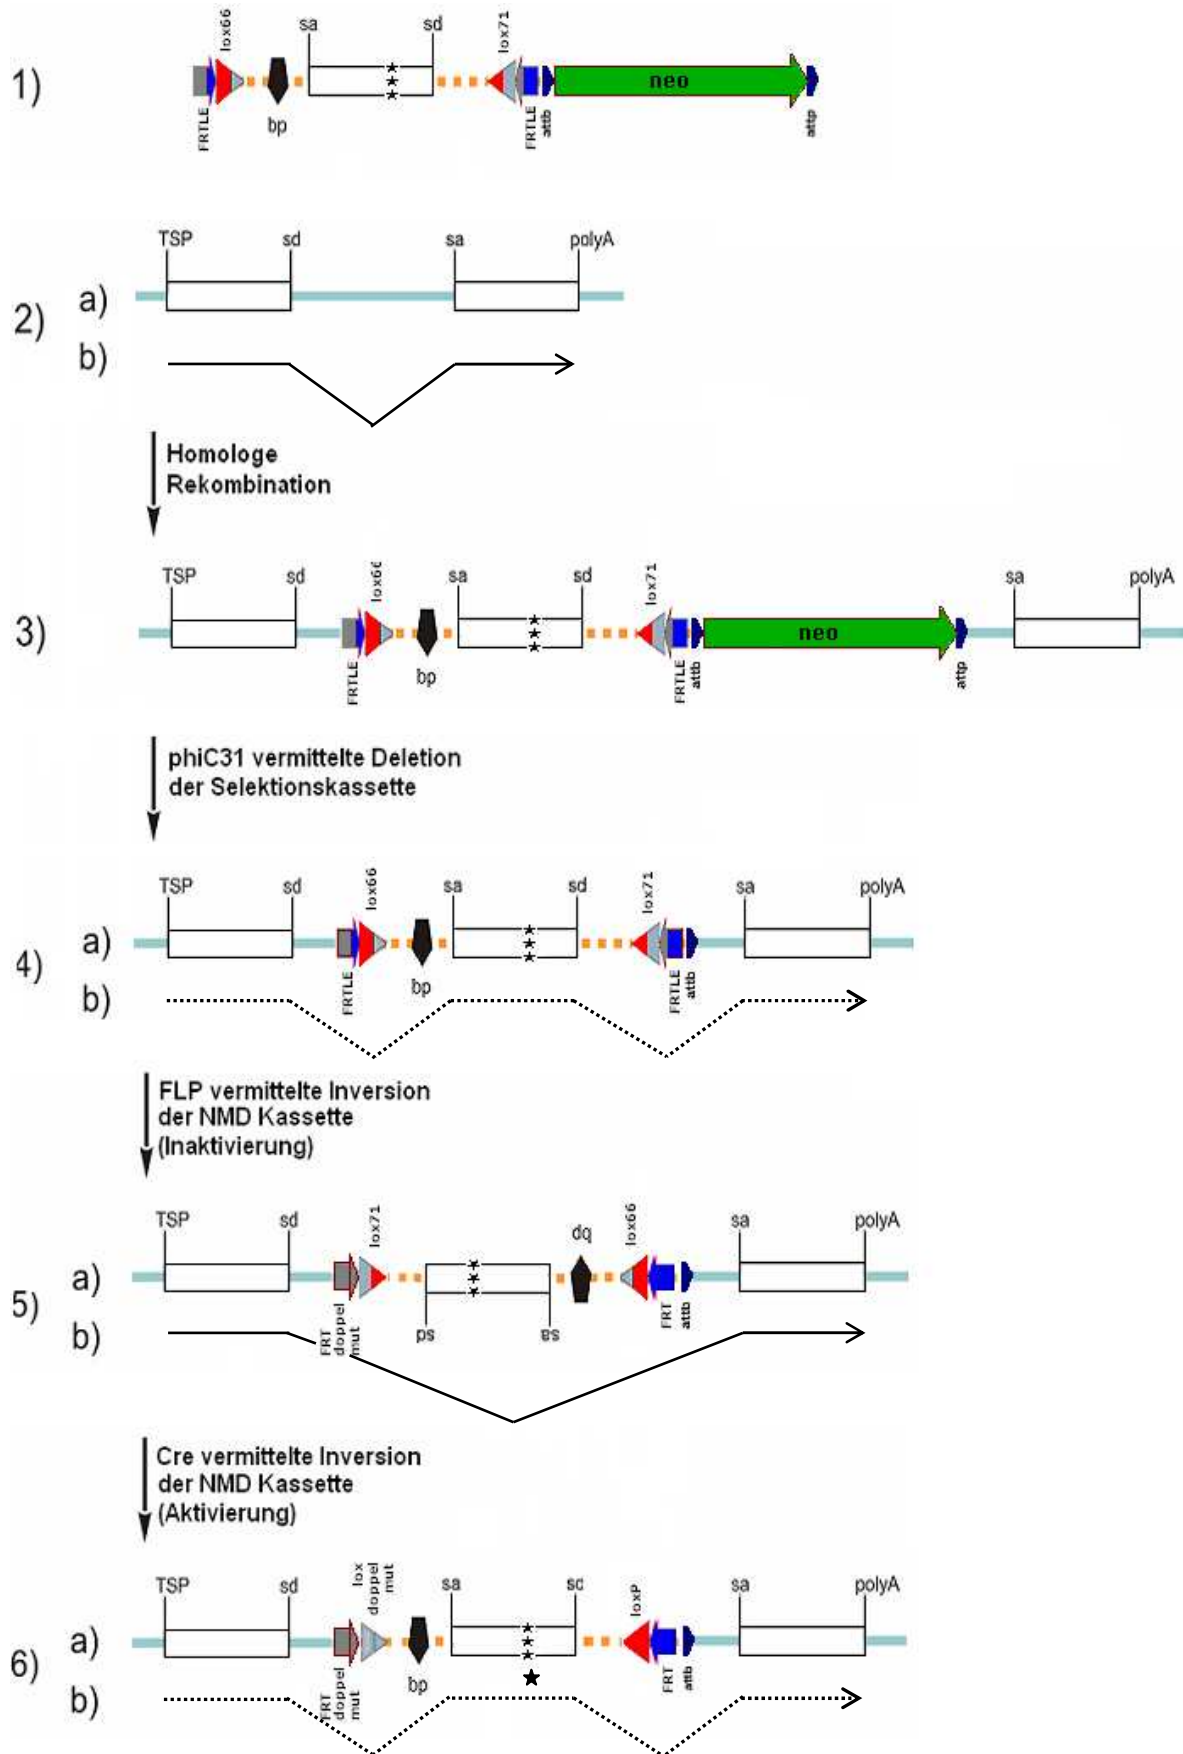 lox66
sa
sd
lox71
1)
neo
FRTLE
bp
FRTLE
attb
attp
TSP
sd
sa
polyA
2)
a)
b)
Homologe
Rekombination
TSP
sd
lox66
sa
sd
lox71
sa
polyA
3)
neo
FRTLE
bp
FRTLE
attb
attp
phiC31 vermittelte Deletion
der Selektionskassette
TSP
sd
lox66
sa
sd
lox71
sa
polyA
4)
a)
FRTLE
bp
FRTLE
attb
b)
FLP vermittelte Inversion
der NMD Kassette
(Inaktivierung)
TSP
sd
lox71
bp
lox66
sa
polyA
5)
a)
FRT
doppel
mut
sd
sa
FRT
attb
b)
Cre vermittelte Inversion
der NMD Kassette
(Aktivierung)
TSP
sd
lox
doppel
mut
sa
sd
loxP
sa
polyA
6)
a)
FRT
doppel
mut
bp
FRT
attb
b)